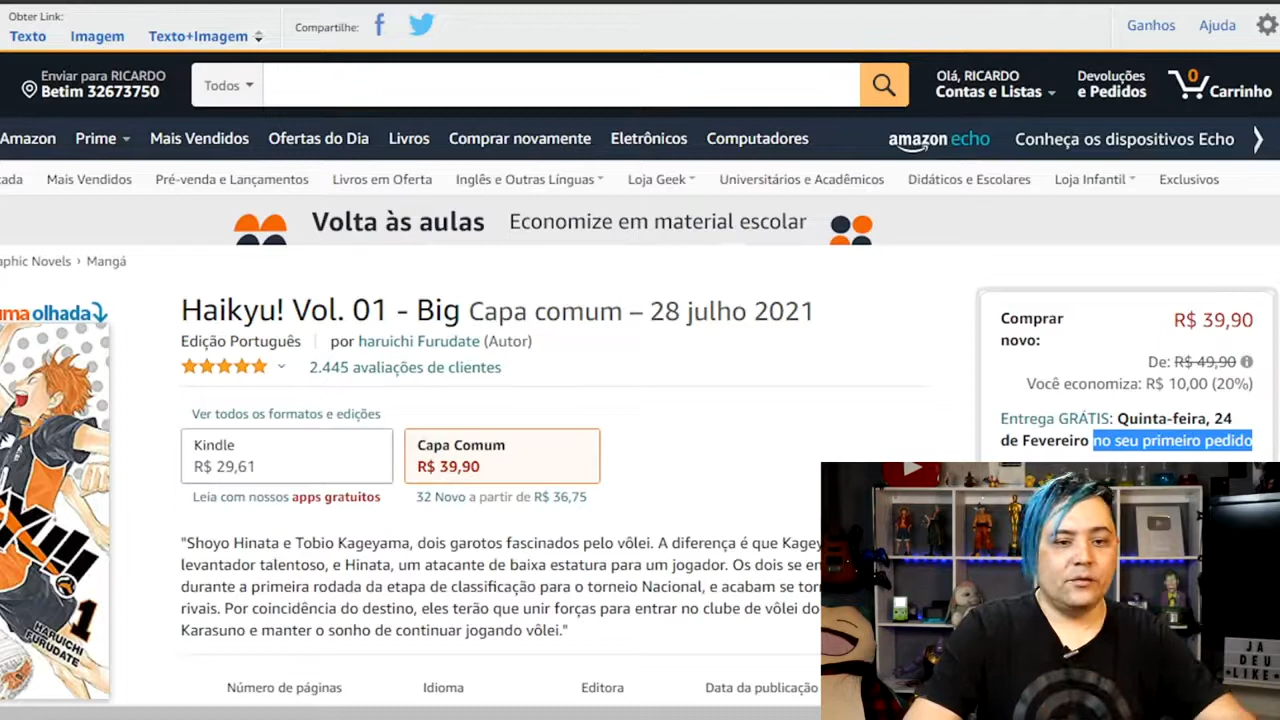 Obter Link:
Texto Imagem Texto+Imagem
Compartilhe:
Ganhos Ajuda
Enviar para RICARDO
Betim 32673750
Todos
Olá, RICARDO
Contas e Listas
Devoluções
e Pedidos
0
Carrinho
Amazon Prime Mais Vendidos Ofertas do Dia Livros Comprar novamente Eletrônicos Computadores
amazon echo Conheça os dispositivos Echo
cada Mais Vendidos Pré-venda e Lançamentos Livros em Oferta Inglês e Outras Línguas Loja Geek Universitários e Acadêmicos Didáticos e Escolares Loja Infantil Exclusivos
Volta às aulas Economize em material escolar
aphic Novels › Mangá
uma olhada
Haikyu! Vol. 01 - Big Capa comum – 28 julho 2021
Edição Português por haruichi Furudate (Autor)
2.445 avaliações de clientes
Ver todos os formatos e edições
Kindle
R$ 29,61
Capa Comum
R$ 39,90
Leia com nossos apps gratuitos
32 Novo a partir de R$ 36,75
"Shoyo Hinata e Tobio Kageyama, dois garotos fascinados pelo vôlei. A diferença é que Kagey
levantador talentoso, e Hinata, um atacante de baixa estatura para um jogador. Os dois se en
durante a primeira rodada da etapa de classificação para o torneio Nacional, e acabam se torn
rivais. Por coincidência do destino, eles terão que unir forças para entrar no clube de vôlei do
Karasuno e manter o sonho de continuar jogando vôlei."
Número de páginas Idioma Editora Data da publicação
Comprar
novo:
R$ 39,90
De: R$ 49,90
Você economiza: R$ 10,00 (20%)
Entrega GRÁTIS: Quinta-feira, 24
de Fevereiro no seu primeiro pedido
1
HARUICHI
FURUDATE
JA
DEU
LIKE